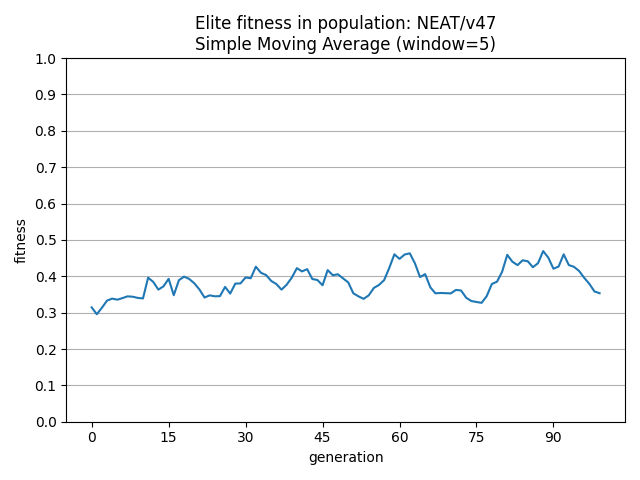 Elite fitness in population: NEAT/v47
Simple Moving Average (window=5)
1.0
0.9
0.8
0.7
0.6
0.5
0.4
0.3
0.2
0.1
0.0
fitness
0 15 30 45 60 75 90
generation